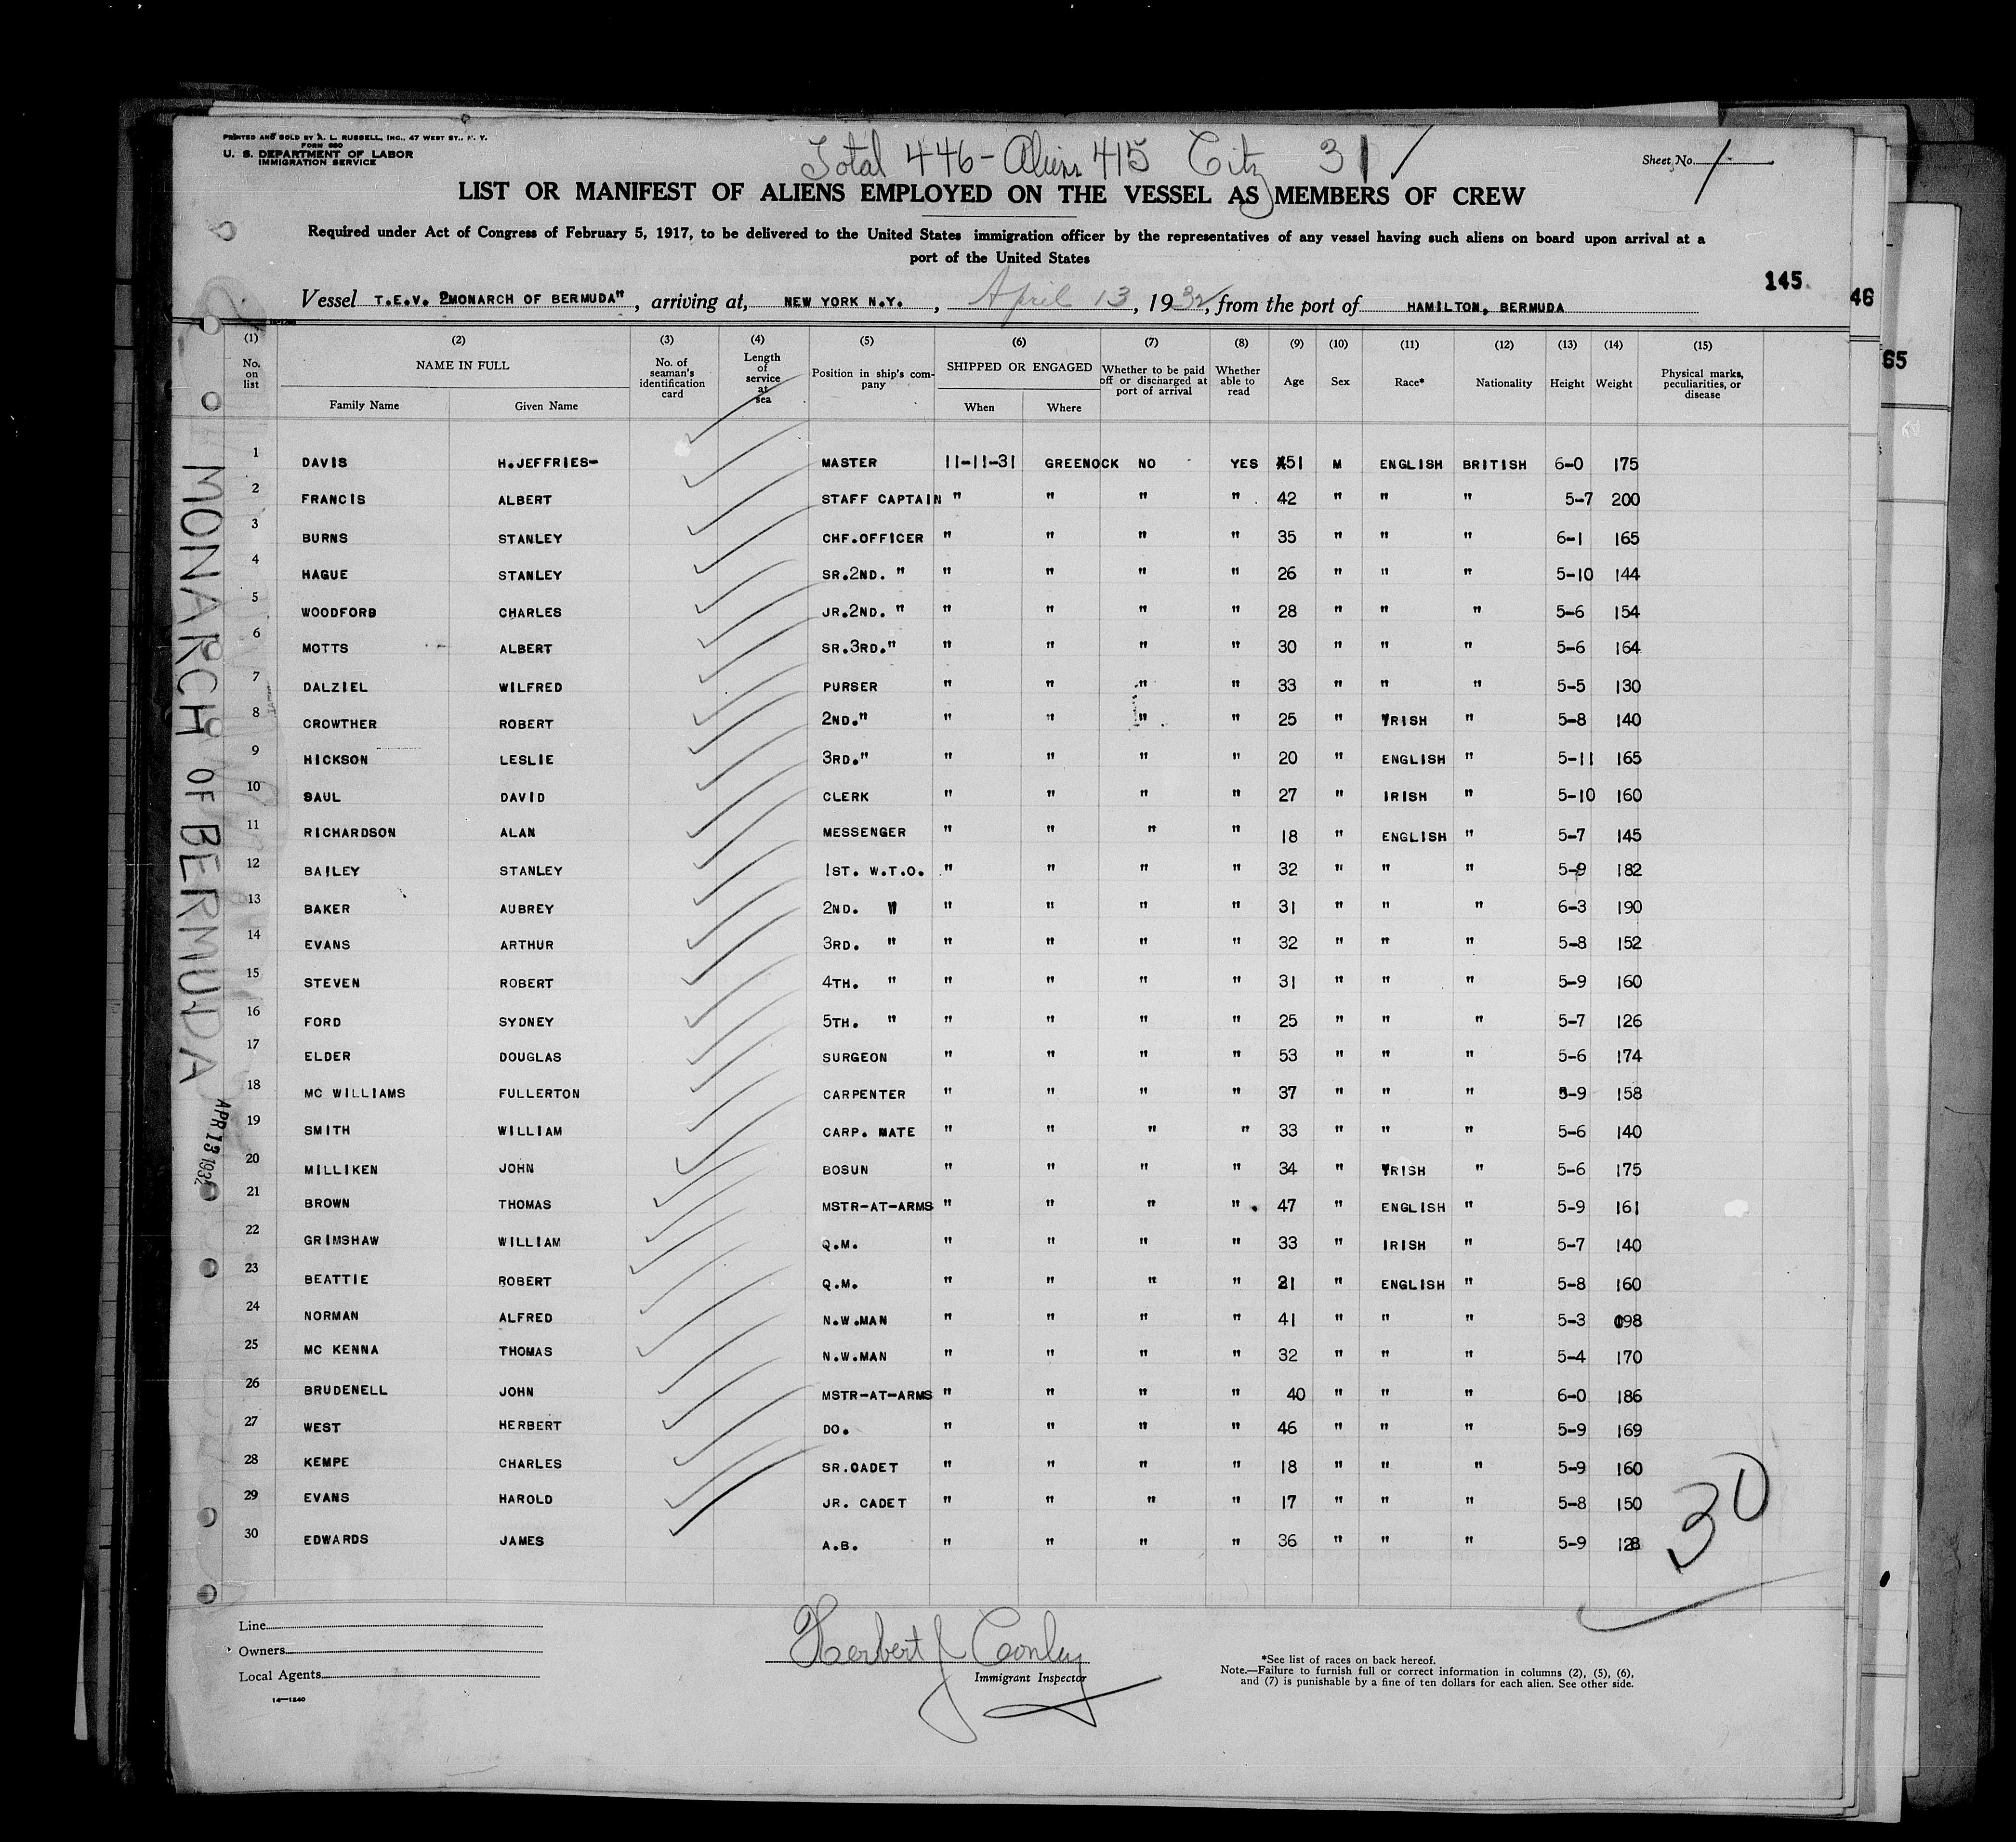 PRINTED AND SOLD BY A. L. RUSSELL, INC., 47 WEST ST., N. Y.
FORM 680
U. S. DEPARTMENT OF LABOR
IMMIGRATION SERVICE
Total 446 - Aliens 415 Citz 31 /
Sheet No. 1
LIST OR MANIFEST OF ALIENS EMPLOYED ON THE VESSEL AS MEMBERS OF CREW
Required under Act of Congress of February 5, 1917, to be delivered to the United States immigration officer by the representatives of any vessel having such aliens on board upon arrival at a
port of the United States
145.
46
65
Vessel T.E.V. 2MONARCH OF BERMUDA", arriving at, NEW YORK N.Y., April 13, 1932, from the port of HAMILTON, BERMUDA
(1) (2) (3) (4) (5) (6) (7) (8) (9) (10) (11) (12) (13) (14) (15)
No. on list NAME IN FULL Family Name Given Name No. of seaman's identification card Length of service at sea Position in ship's company SHIPPED OR ENGAGED When Where Whether to be paid off or discharged at port of arrival Whether able to read Age Sex Race* Nationality Height Weight Physical marks, peculiarities, or disease
1 DAVIS H.JEFFRIES- MASTER 11-11-31 GREENOCK NO YES 51 M ENGLISH BRITISH 6-0 175
2 FRANCIS ALBERT STAFF CAPTAIN " " " " 42 " " " 5-7 200
3 BURNS STANLEY CHF.OFFICER " " " " 35 " " " 6-1 165
4 HAGUE STANLEY SR.2ND. " " " " " 26 " " " 5-10 144
5 WOODFORD CHARLES JR.2ND. " " " " " 28 " " " 5-6 154
6 MOTTS ALBERT SR.3RD." " " " " 30 " " " 5-6 164
7 DALZIEL WILFRED PURSER " " " " 33 " " " 5-5 130
8 CROWTHER ROBERT 2ND." " " " " 25 " IRISH " 5-8 140
9 HICKSON LESLIE 3RD." " " " " 20 " ENGLISH " 5-11 165
10 SAUL DAVID CLERK " " " " 27 " IRISH " 5-10 160
11 RICHARDSON ALAN MESSENGER " " " " 18 " ENGLISH " 5-7 145
12 BAILEY STANLEY 1ST. W.T.O. " " " " 32 " " " 5-9 182
13 BAKER AUBREY 2ND. " " " " " 31 " " " 6-3 190
14 EVANS ARTHUR 3RD. " " " " " 32 " " " 5-8 152
15 STEVEN ROBERT 4TH. " " " " " 31 " " " 5-9 160
16 FORD SYDNEY 5TH. " " " " " 25 " " " 5-7 126
17 ELDER DOUGLAS SURGEON " " " " 53 " " " 5-6 174
18 MC WILLIAMS FULLERTON CARPENTER " " " " 37 " " " 5-9 158
19 SMITH WILLIAM CARP. MATE " " " " 33 " " " 5-6 140
20 MILLIKEN JOHN BOSUN " " " " 34 " IRISH " 5-6 175
21 BROWN THOMAS MSTR-AT-ARMS " " " " 47 " ENGLISH " 5-9 161
22 GRIMSHAW WILLIAM Q.M. " " " " 33 " IRISH " 5-7 140
23 BEATTIE ROBERT Q.M. " " " " 21 " ENGLISH " 5-8 160
24 NORMAN ALFRED N.W.MAN " " " " 41 " " " 5-3 198
25 MC KENNA THOMAS N.W.MAN " " " " 32 " " " 5-4 170
26 BRUDENELL JOHN MSTR-AT-ARMS " " " " 40 " " " 6-0 186
27 WEST HERBERT DO. " " " " 46 " " " 5-9 169
28 KEMPE CHARLES SR.CADET " " " " 18 " " " 5-9 160
29 EVANS HAROLD JR. CADET " " " " 17 " " " 5-8 150
30 EDWARDS JAMES A.B. " " " " 36 " " " 5-9 128
30
MONARCH OF BERMUDA
APR 13 1932
Line
Owners
Local Agents
14—1240
Herbert J Conley
Immigrant Inspector
*See list of races on back hereof.
Note.—Failure to furnish full or correct information in columns (2), (5), (6),
and (7) is punishable by a fine of ten dollars for each alien. See other side.